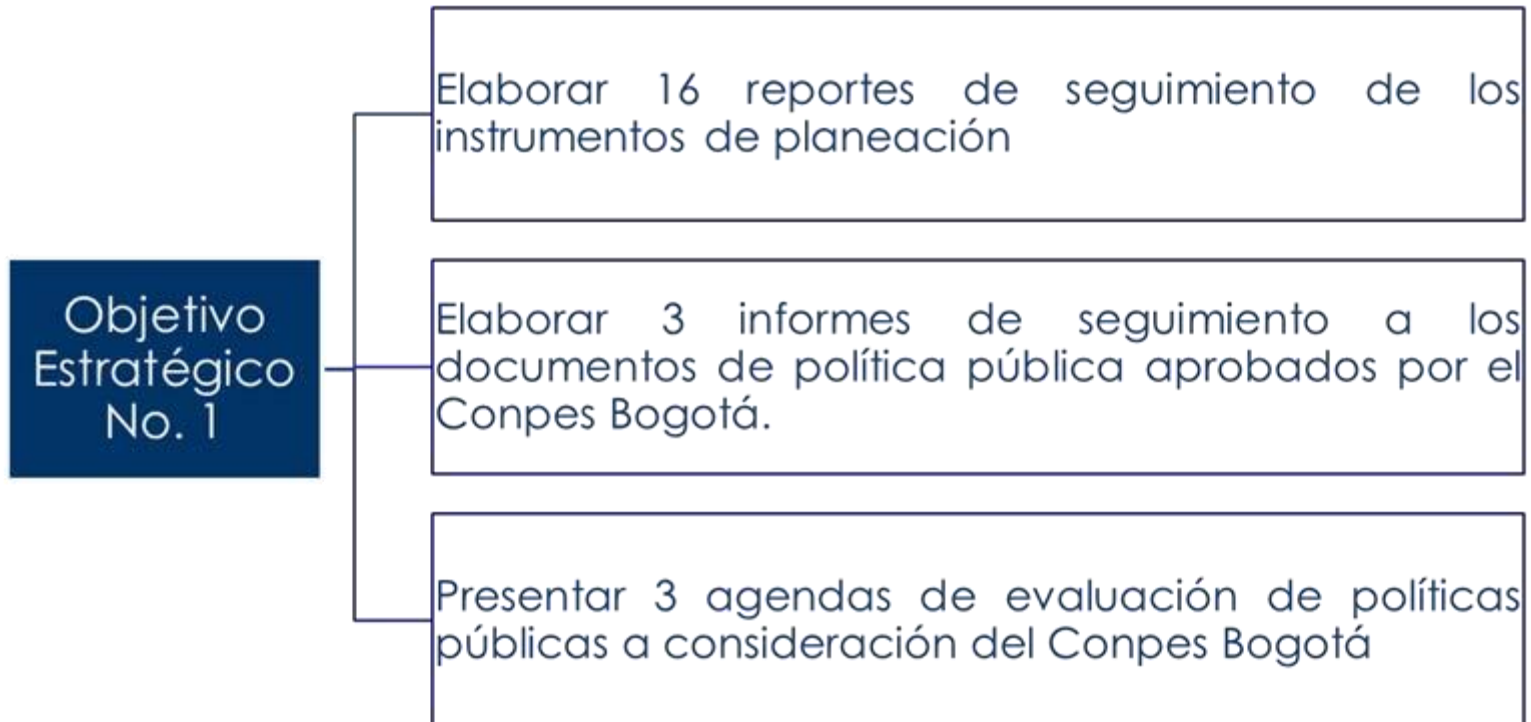 Objetivo
Estratégico
No. 1
Elaborar 16 reportes de seguimiento de los
instrumentos de planeación
Elaborar 3 informes de seguimiento a los
documentos de política pública aprobados por el
Conpes Bogotá.
Presentar 3 agendas de evaluación de políticas
públicas a consideración del Conpes Bogotá